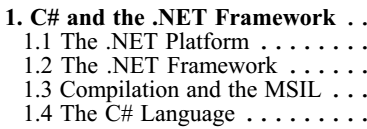 1. C# and the .NET Framework . .
1.1 The .NET Platform . . . . . . . .
1.2 The .NET Framework . . . . . .
1.3 Compilation and the MSIL . . .
1.4 The C# Language . . . . . . . . .